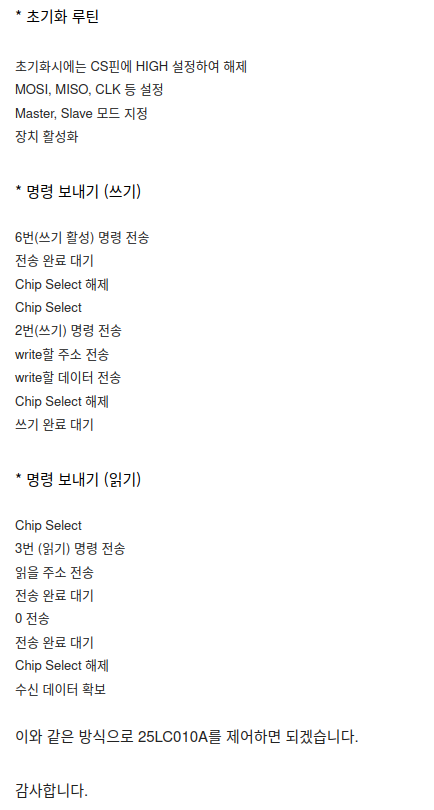 * 초기화 루틴
초기화시에는 CS핀에 HIGH 설정하여 해제
MOSI, MISO, CLK 등 설정
Master, Slave 모드 지정
장치 활성화
* 명령 보내기 (쓰기)
6번(쓰기 활성) 명령 전송
전송 완료 대기
Chip Select 해제
Chip Select
2번(쓰기) 명령 전송
write할 주소 전송
write할 데이터 전송
Chip Select 해제
쓰기 완료 대기
* 명령 보내기 (읽기)
Chip Select
3번 (읽기) 명령 전송
읽을 주소 전송
전송 완료 대기
0 전송
전송 완료 대기
Chip Select 해제
수신 데이터 확보
이와 같은 방식으로 25LC010A를 제어하면 되겠습니다.
감사합니다.